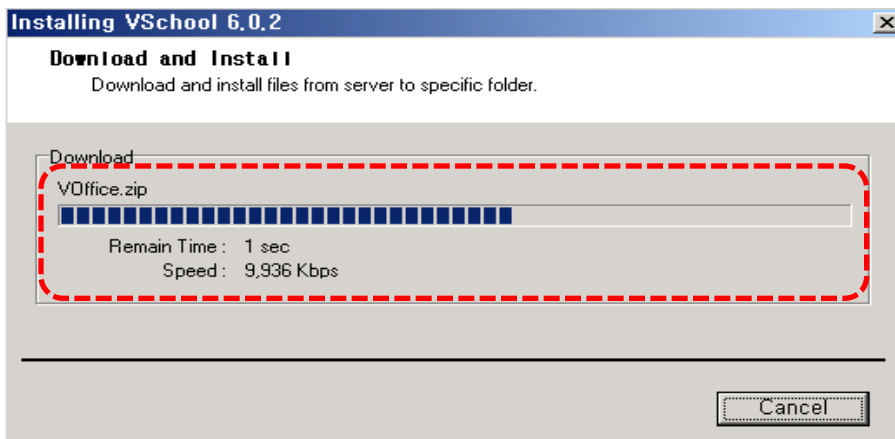 Installing VSchool 6.0.2
Download and Install
Download and install files from server to specific folder.
Download
VOffice.zip
Remain Time : 1 sec
Speed : 9,936 Kbps
Cancel